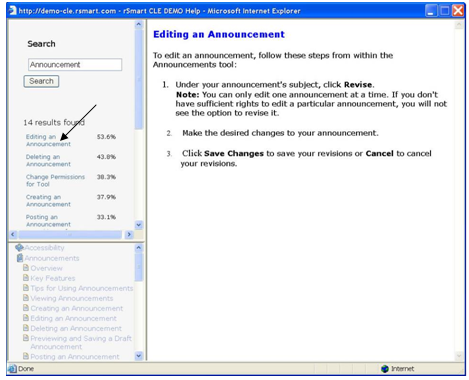 http://demo-cle.rsmart.com - rSmart CLE DEMO Help - Microsoft Internet Explorer
Search
Announcement
Search
14 results found
Editing an
Announcement
53.6%
Deleting an
Announcement
43.8%
Change Permissions
for Tool
38.3%
Creating an
Announcement
37.9%
Posting an
Announcement
33.1%
Accessibility
Announcements
Overview
Key Features
Tips for Using Announcements
Viewing Announcements
Creating an Announcement
Editing an Announcement
Deleting an Announcement
Previewing and Saving a Draft
Announcement
Posting an Announcement
Editing an Announcement
To edit an announcement, follow these steps from within the
Announcements tool:
1. Under your announcement's subject, click Revise.
Note: You can only edit one announcement at a time. If you don't
have sufficient rights to edit a particular announcement, you will not
see the option to revise it.
2. Make the desired changes to your announcement.
3. Click Save Changes to save your revisions or Cancel to cancel
your revisions.
Done
Internet